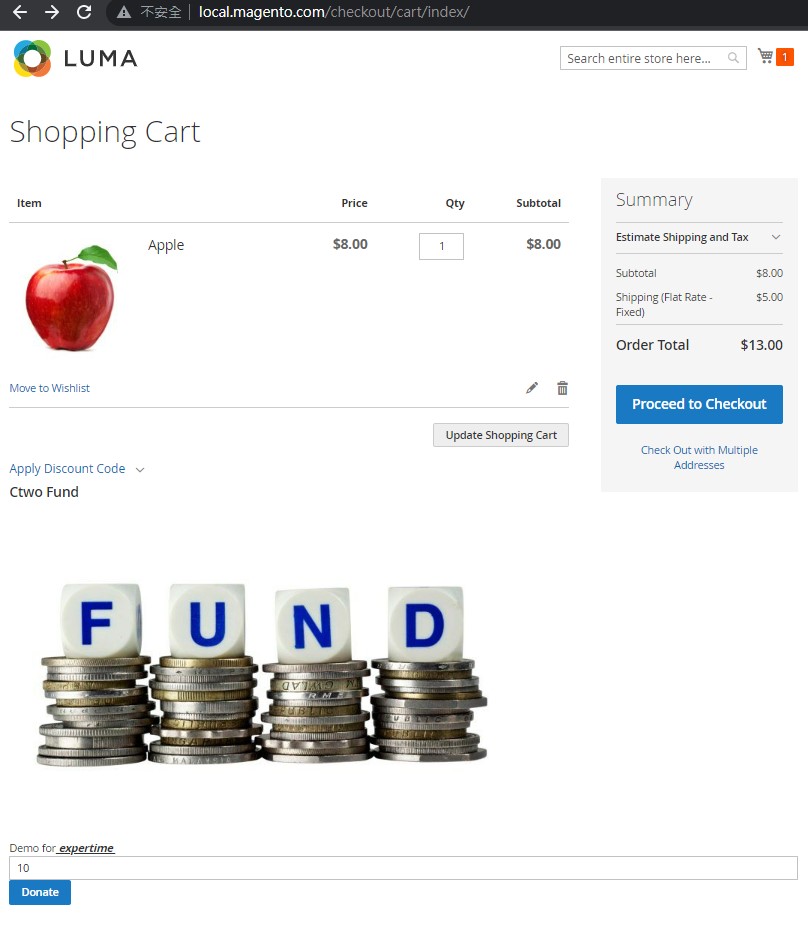 不安全 local.magento.com/checkout/cart/index/
LUMA
Search entire store here...
1
Shopping Cart
Item Price Qty Subtotal
Apple $8.00 1 $8.00
Move to Wishlist
Update Shopping Cart
Apply Discount Code
Ctwo Fund
Summary
Estimate Shipping and Tax
Subtotal $8.00
Shipping (Flat Rate - $5.00
Fixed)
Order Total $13.00
Proceed to Checkout
Check Out with Multiple
Addresses
F U N D
Demo for expertime
10
Donate